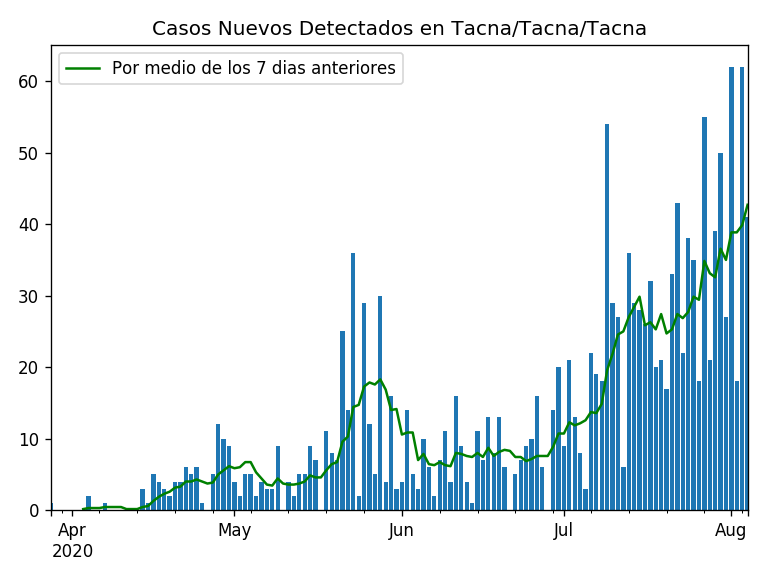 Casos Nuevos Detectados en Tacna/Tacna/Tacna
Por medio de los 7 dias anteriores
60
50
40
30
20
10
0
Apr May Jun Jul Aug
2020